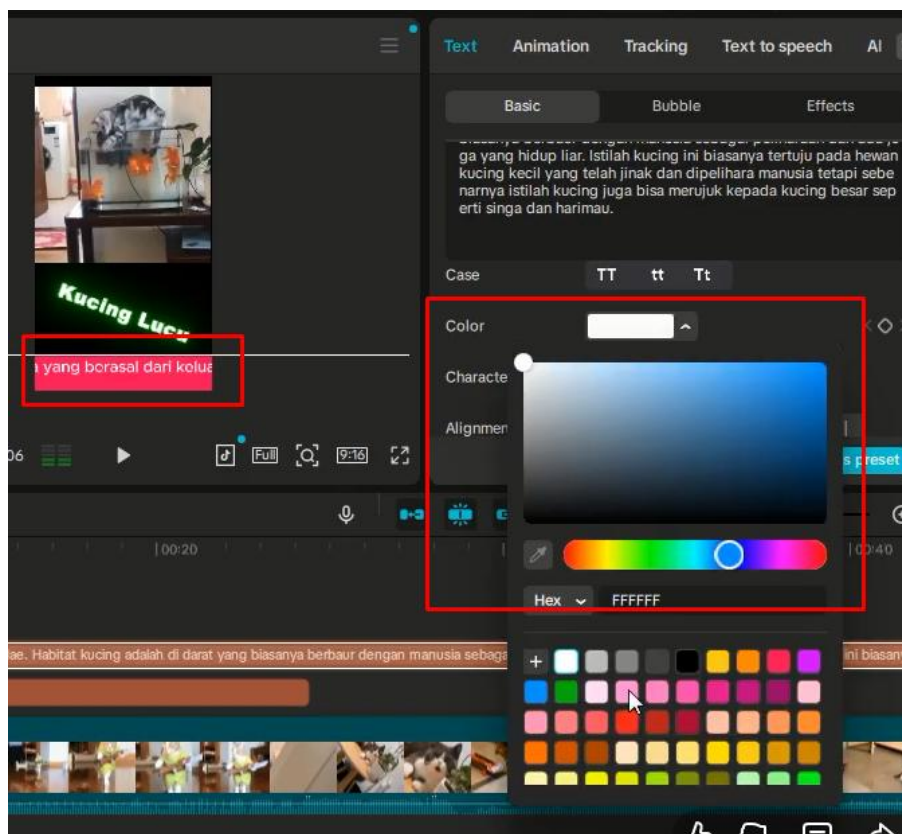 Text Animation Tracking Text to speech AI
Basic Bubble Effects
ga yang hidup liar. Istilah kucing ini biasanya tertuju pada hewan
kucing kecil yang telah jinak dan dipelihara manusia tetapi sebe
narnya istilah kucing juga bisa merujuk kepada kucing besar sep
erti singa dan harimau.
Case TT tt Tt
Kucing Lucu
Color
yang berasal dari kelua
Characte
Alignmen
06 Full 9:16
s preset
00:20 00:40
Hex FFFFFF
ae. Habitat kucing adalah di darat yang biasanya berbaur dengan manusia sebaga
ini biasan